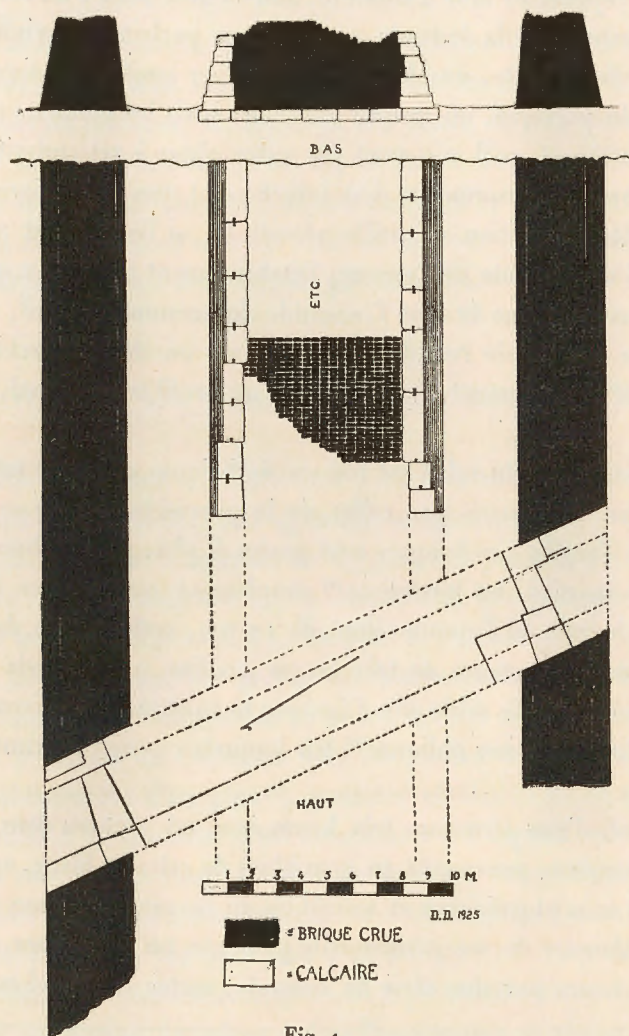 BAS
ETC.
HAUT
1 2 3 4 5 6 7 8 9 10 M.
D.D. 1925
= BRIQUE CRUE
= CALCAIRE